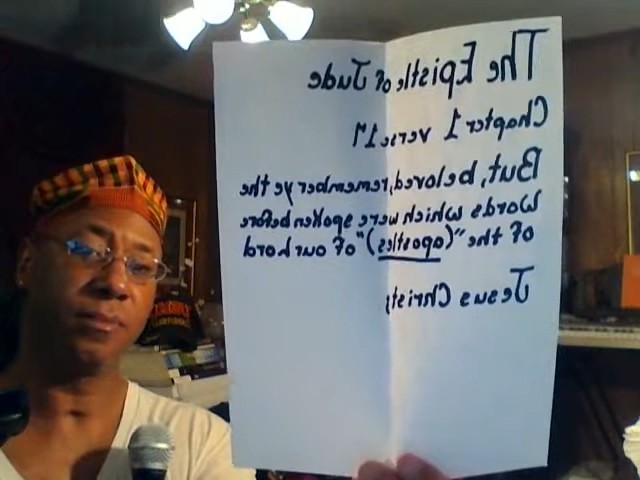 The Epistle of Jude
Chapter 1 verse 17
But, beloved, remember ye the
words which were spoken before
of the "(apostles)" of our Lord
Jesus Christ;